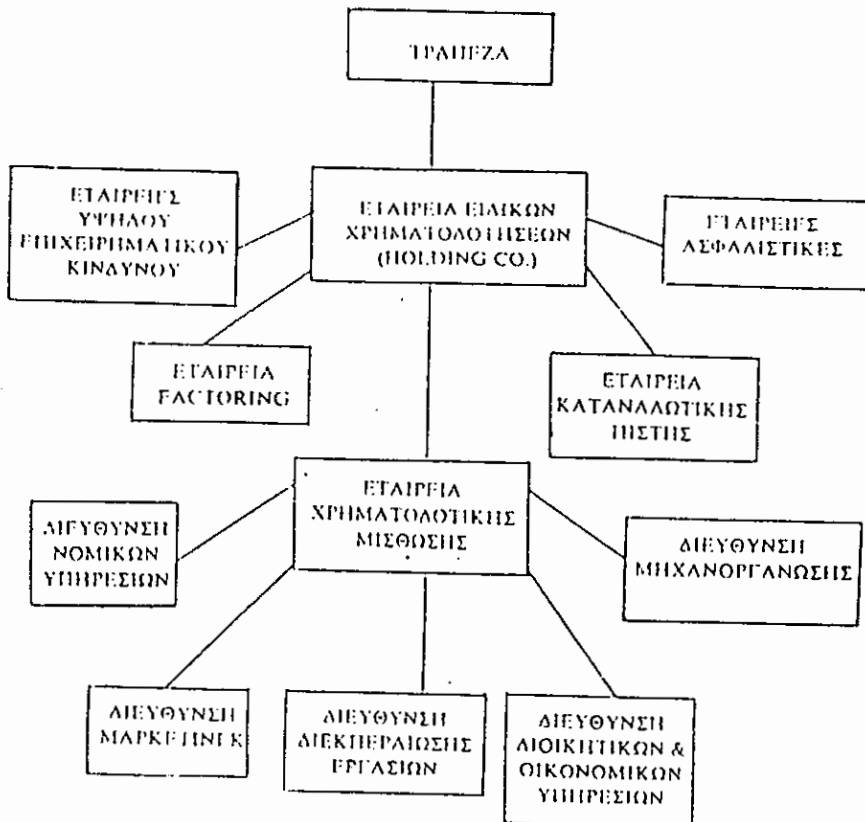 ΤΡΑΠΕΖΑ
ΕΤΑΙΡΕΙΕΣ
ΥΨΗΛΟΥ
ΕΠΙΧΕΙΡΗΜΑΤΙΚΟΥ
ΚΙΝΔΥΝΟΥ
ΕΤΑΙΡΕΙΑ ΕΙΔΙΚΩΝ
ΧΡΗΜΑΤΟΔΟΤΗΣΕΩΝ
(HOLDING CO.)
ΕΤΑΙΡΕΙΕΣ
ΑΣΦΑΛΙΣΤΙΚΕΣ
ΕΤΑΙΡΕΙΑ
FACTORING
ΕΤΑΙΡΕΙΑ
ΚΑΤΑΝΑΛΩΤΙΚΗΣ
ΠΙΣΤΗΣ
ΕΤΑΙΡΕΙΑ
ΧΡΗΜΑΤΟΔΟΤΙΚΗΣ
ΜΙΣΘΩΣΗΣ
ΔΙΕΥΘΥΝΣΗ
ΝΟΜΙΚΩΝ
ΥΠΗΡΕΣΙΩΝ
ΔΙΕΥΘΥΝΣΗ
ΜΗΧΑΝΟΡΓΑΝΩΣΗΣ
ΔΙΕΥΘΥΝΣΗ
ΜΑΡΚΕΤΙΝΓΚ
ΔΙΕΥΘΥΝΣΗ
ΔΙΕΚΠΕΡΑΙΩΣΗΣ
ΕΡΓΑΣΙΩΝ
ΔΙΕΥΘΥΝΣΗ
ΔΙΟΙΚΗΤΙΚΩΝ &
ΟΙΚΟΝΟΜΙΚΩΝ
ΥΠΗΡΕΣΙΩΝ